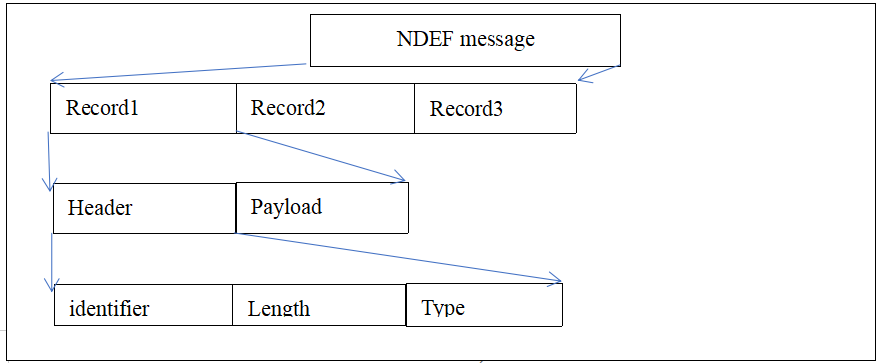 NDEF message
Record1 Record2 Record3
Header Payload
identifier Length Type